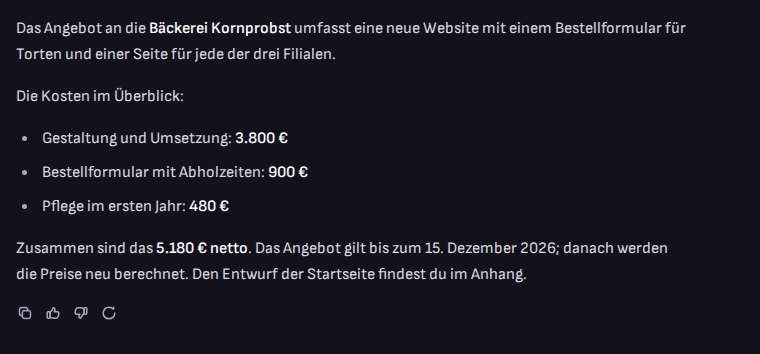 Das Angebot an die Bäckerei Kornprobst umfasst eine neue Website mit einem Bestellformular für
Torten und einer Seite für jede der drei Filialen.
Die Kosten im Überblick:
• Gestaltung und Umsetzung: 3.800 €
• Bestellformular mit Abholzeiten: 900 €
• Pflege im ersten Jahr: 480 €
Zusammen sind das 5.180 € netto. Das Angebot gilt bis zum 15. Dezember 2026; danach werden
die Preise neu berechnet. Den Entwurf der Startseite findest du im Anhang.